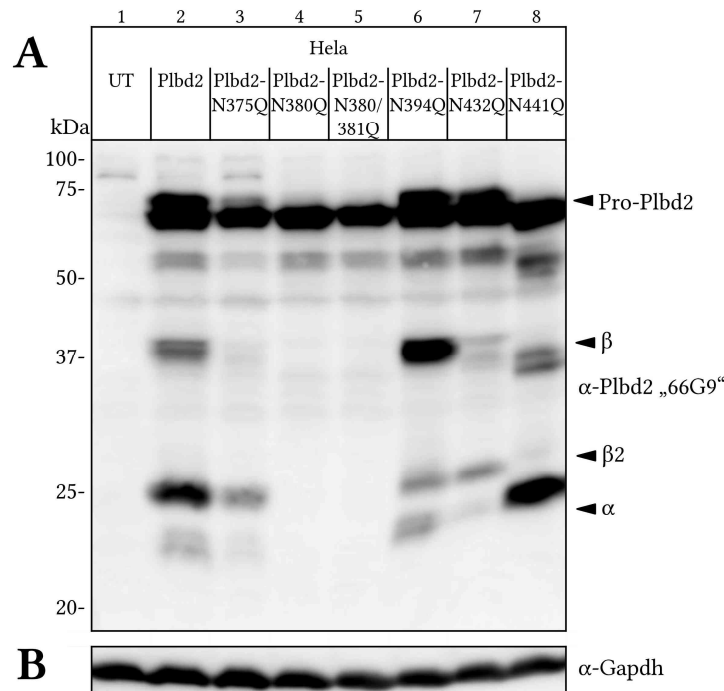 A
1 2 3 4 5 6 7 8
Hela
UT Plbd2 Plbd2- Plbd2- Plbd2- Plbd2- Plbd2- Plbd2-
N375Q N380Q N380/ N394Q N432Q N441Q
381Q
kDa
100-
75-
Pro-Plbd2
50-
β
37-
α-Plbd2 „66G9“
β2
25-
α
20-
B
α-Gapdh